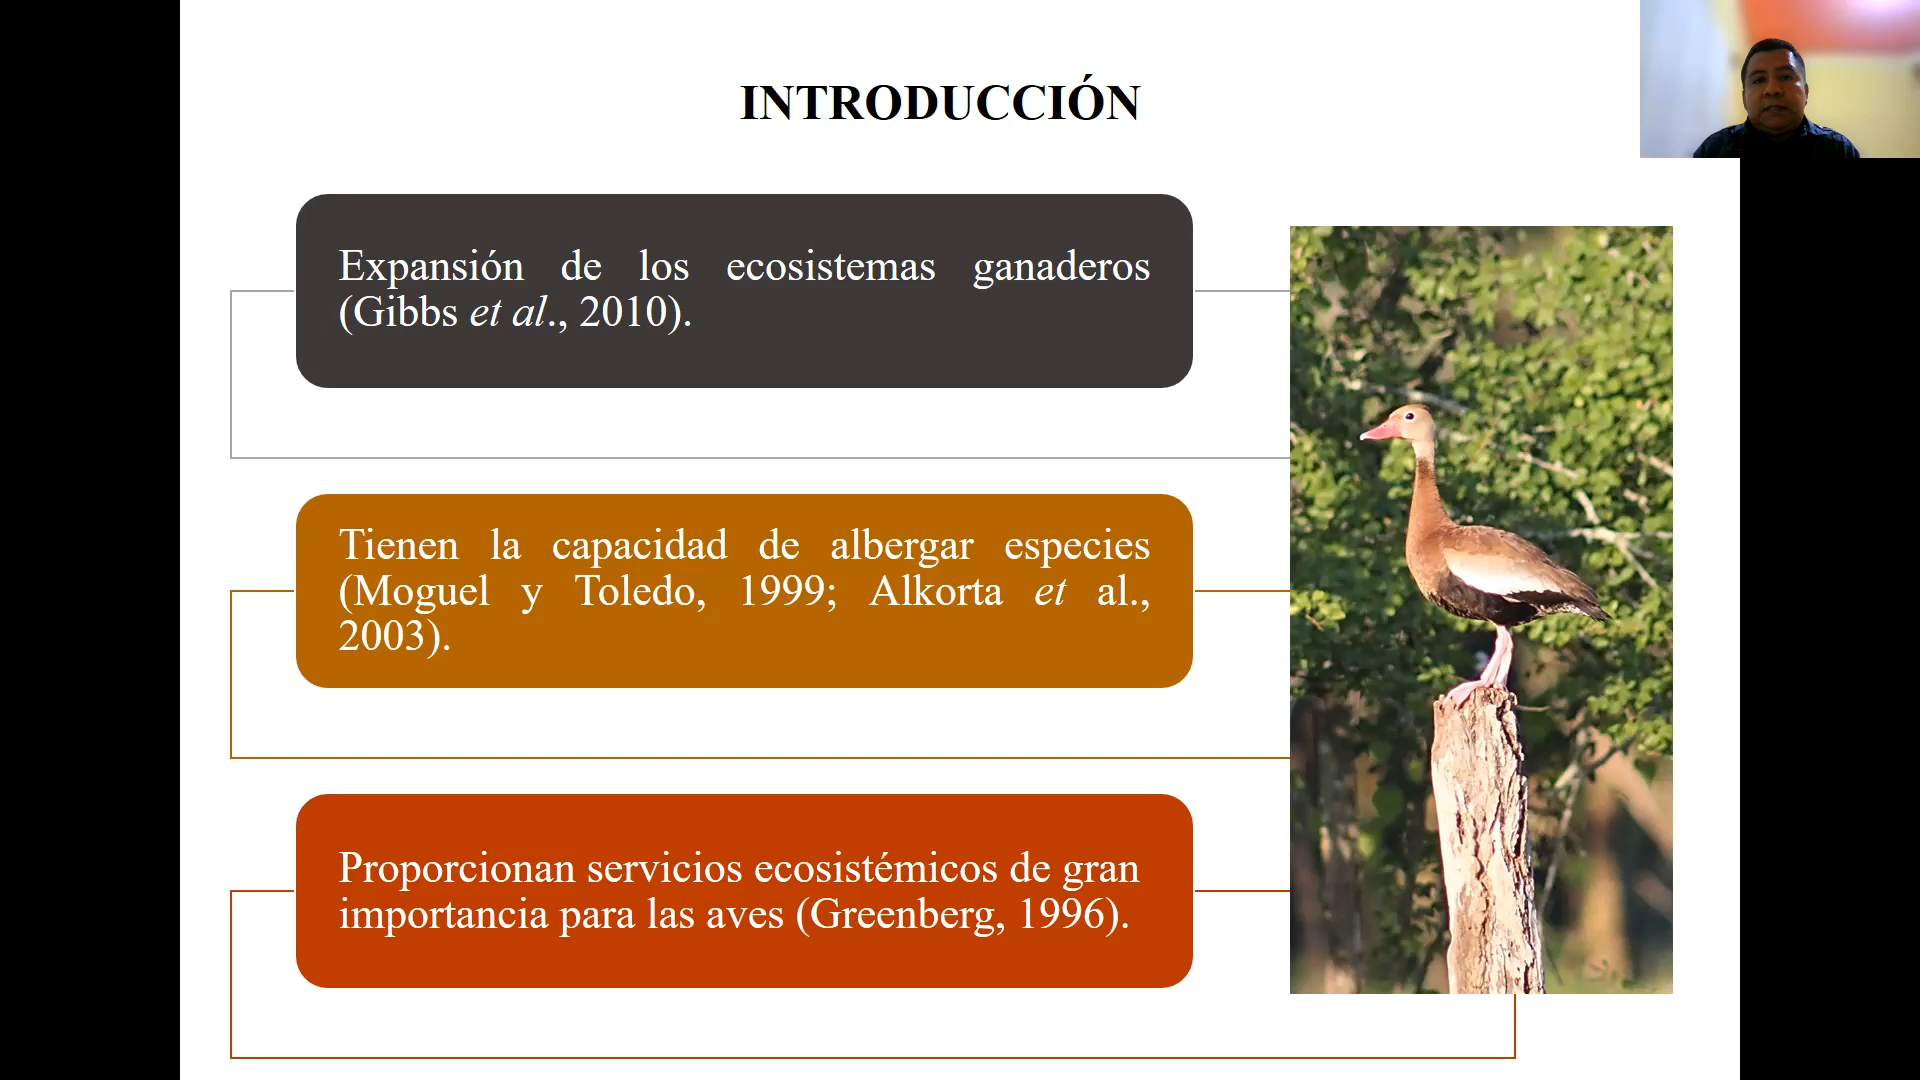 INTRODUCCIÓN
Expansión de los ecosistemas ganaderos
(Gibbs et al., 2010).
Tienen la capacidad de albergar especies
(Moguel y Toledo, 1999; Alkorta et al.,
2003).
Proporcionan servicios ecosistémicos de gran
importancia para las aves (Greenberg, 1996).